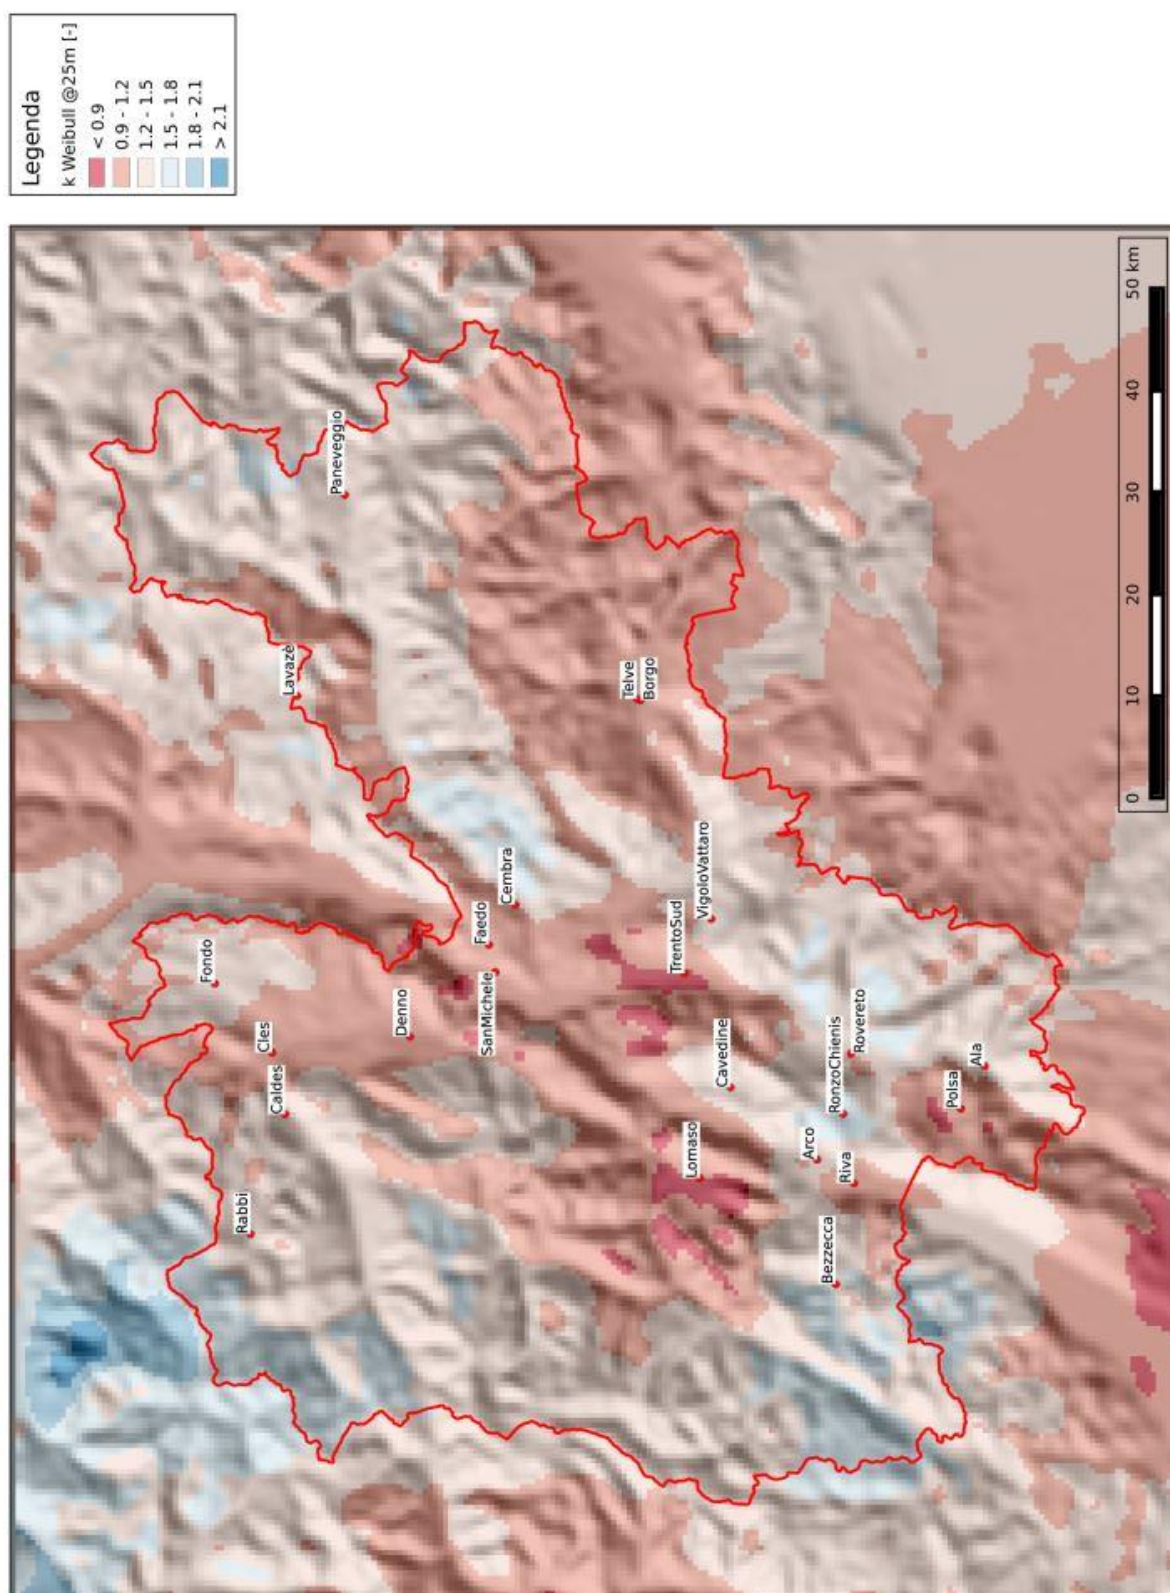 Legenda
k Weibull @25m [-]
< 0.9
0.9 - 1.2
1.2 - 1.5
1.5 - 1.8
1.8 - 2.1
> 2.1
Rabbi
Caldes
Cles
Fondo
Lavazè
Paneveggio
Denno
SanMichele
Faedo
Cembra
Telve
Borgo
Lomaso
Cavedine
TrentoSud
VigoloVattaro
Bezzecca
Arco
Riva
RonzoChienis
Rovereto
Polsa
Ala
0 10 20 30 40 50 km